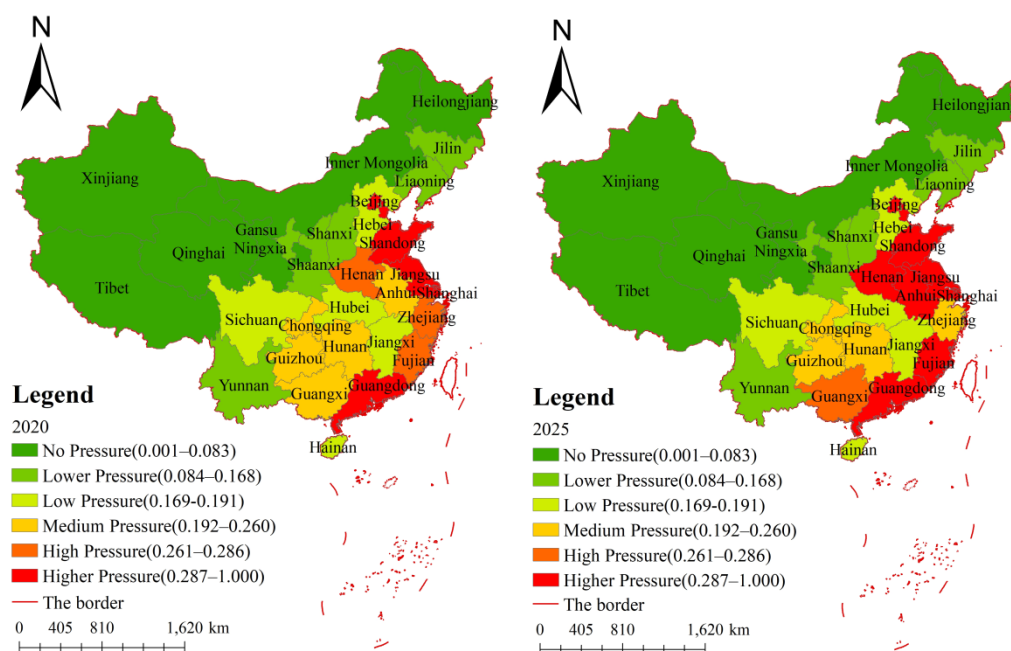 N
Heilongjiang
Jilin
Inner Mongolia
Liaoning
Xinjiang
Beijing
Gansu
Hebei
Shanxi
Ningxia
Shandong
Qinghai
Shaanxi
Henan
Jiangsu
Tibet
Anhui
Shanghai
Hubei
Zhejiang
Sichuan
Chongqing
Hunan
Jiangxi
Guizhou
Fujian
Yunnan
Guangdong
Guangxi
Hainan
Legend
2020
No Pressure(0.001–0.083)
Lower Pressure(0.084–0.168)
Low Pressure(0.169-0.191)
Medium Pressure(0.192–0.260)
High Pressure(0.261–0.286)
Higher Pressure(0.287–1.000)
The border
0 405 810 1,620 km
N
Heilongjiang
Jilin
Inner Mongolia
Liaoning
Xinjiang
Beijing
Gansu
Hebei
Shanxi
Ningxia
Shandong
Qinghai
Shaanxi
Henan
Jiangsu
Tibet
Anhui
Shanghai
Hubei
Zhejiang
Sichuan
Chongqing
Hunan
Jiangxi
Guizhou
Fujian
Yunnan
Guangdong
Guangxi
Hainan
Legend
2025
No Pressure(0.001–0.083)
Lower Pressure(0.084–0.168)
Low Pressure(0.169-0.191)
Medium Pressure(0.192–0.260)
High Pressure(0.261–0.286)
Higher Pressure(0.287–1.000)
The border
0 405 810 1,620 km